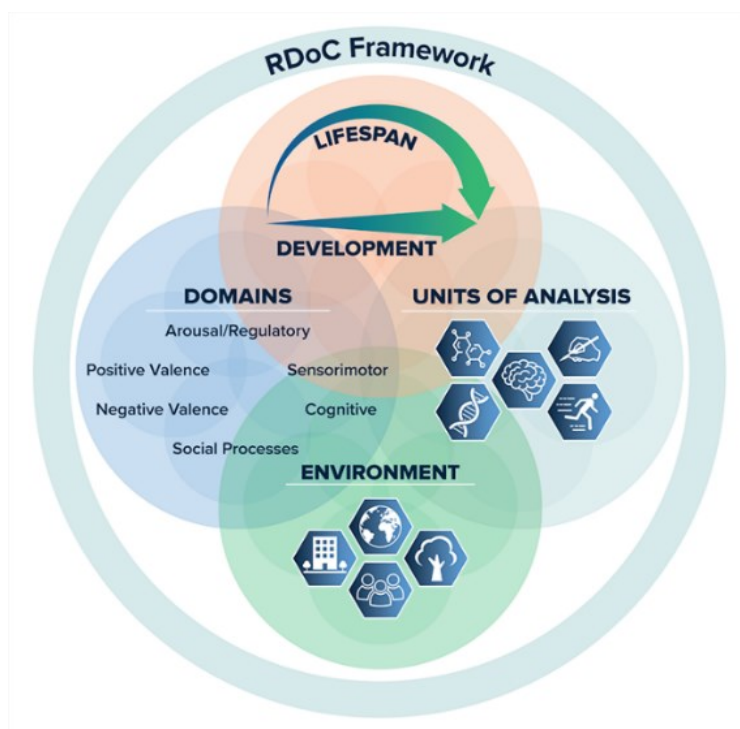 RDoC Framework
LIFESPAN
DEVELOPMENT
DOMAINS
Arousal/Regulatory
Positive Valence
Sensorimotor
Negative Valence
Cognitive
Social Processes
UNITS OF ANALYSIS
ENVIRONMENT